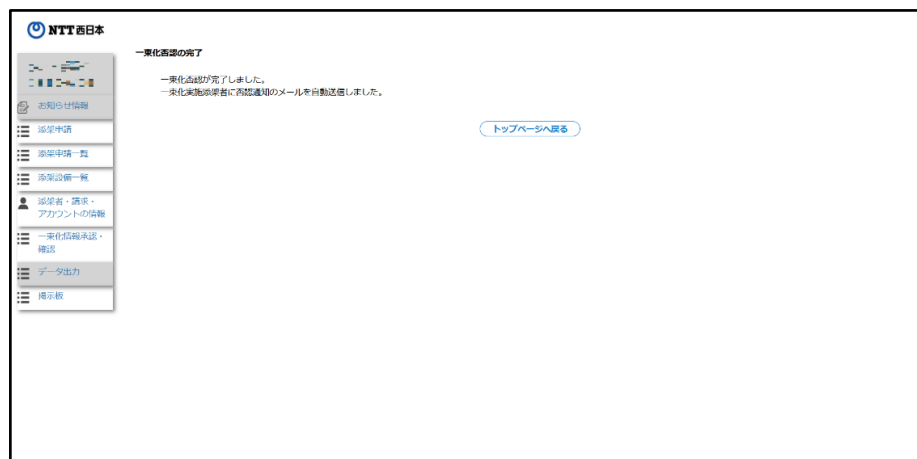 NTT西日本
一束化否認の完了
一束化否認が完了しました。
一束化実施添架者に否認通知のメールを自動送信しました。
トップページへ戻る
お知らせ情報
添架申請
添架申請一覧
添架設備一覧
添架者・請求・
アカウントの情報
一束化情報承認・
確認
データ出力
掲示板